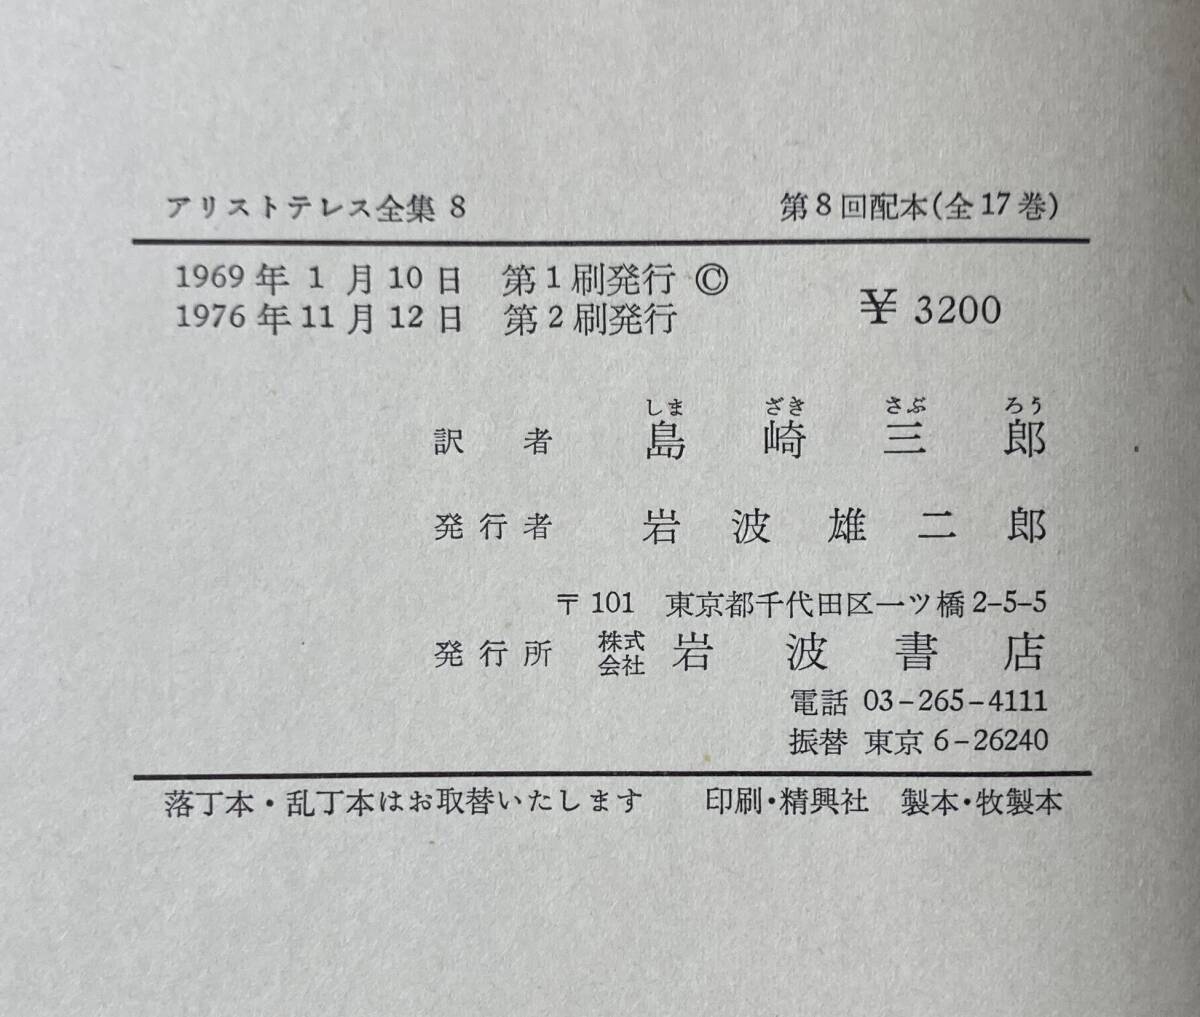 アリストテレス全集 8 第8回配本(全17巻)
1969年1月10日 第1刷発行 ©
1976年11月12日 第2刷発行
¥ 3200
しま ざき さぶ ろう
訳者 島崎三郎
発行者 岩波雄二郎
〒101 東京都千代田区一ツ橋2-5-5
発行所 株式会社 岩波書店
電話 03-265-4111
振替 東京 6-26240
落丁本・乱丁本はお取替いたします 印刷・精興社 製本・牧製本